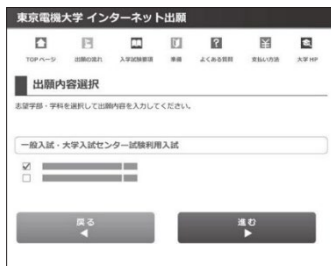 東京電機大学 インターネット出願
TOPページ 出願の流れ 入学試験要項 準備 よくある質問 支払い方法 大学HP
出願内容選択
志望学部・学科を選択して出願内容を入力してください。
一般入試・大学入試センター試験利用入試
戻る
進む